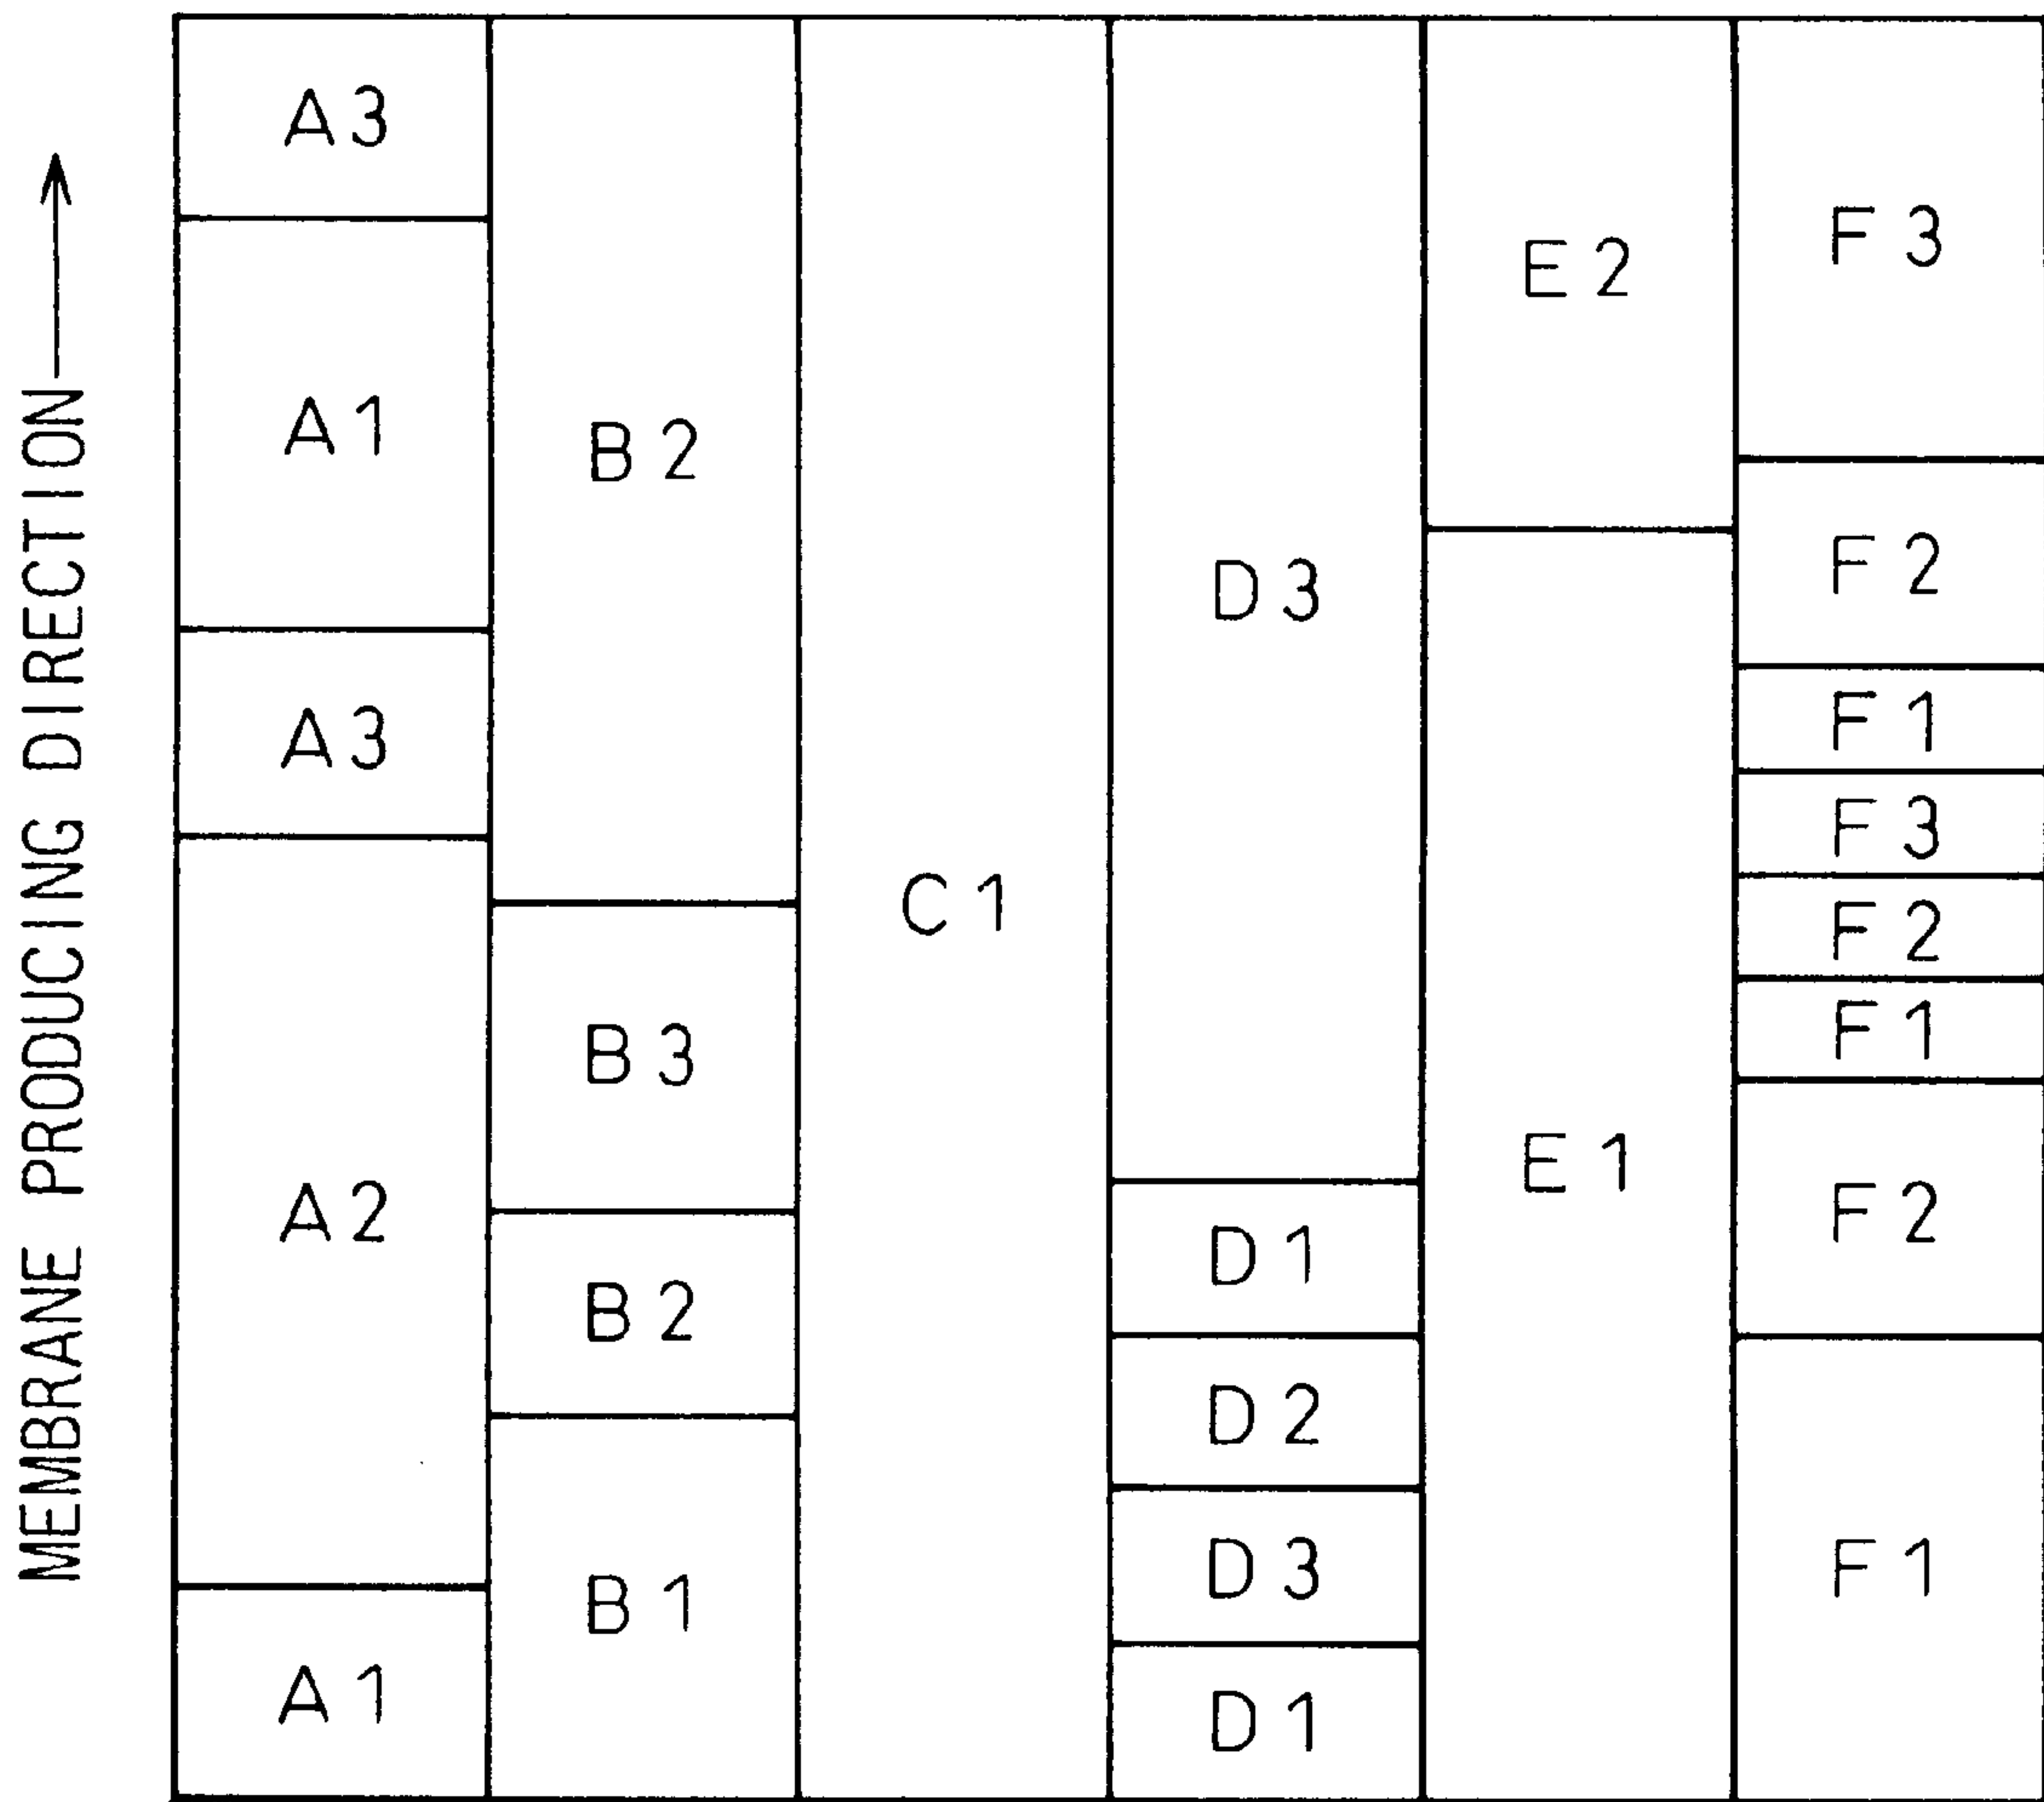 MEMBRANE PRODUCING DIRECTION
A3
A1
A3
A2
A1
B2
B3
B2
B1
C1
D3
D1
D2
D3
D1
E2
E1
F3
F2
F1
F3
F2
F1
F2
F1